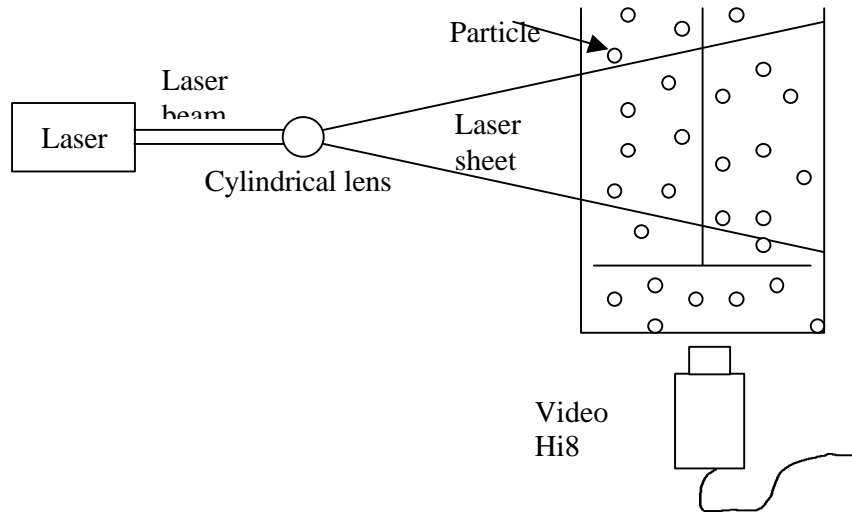 Particle
Laser
beam
Laser
Laser
sheet
Cylindrical lens
Video
Hi8